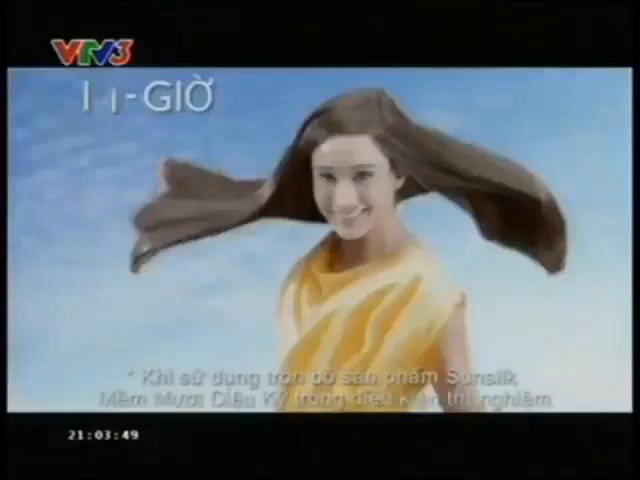 VTV3
11-GIỜ
* Khi sử dụng trọn bộ sản phẩm Sunsilk
Mềm Mượt Diệu Kỳ trong điều kiện thí nghiệm
21:03:49